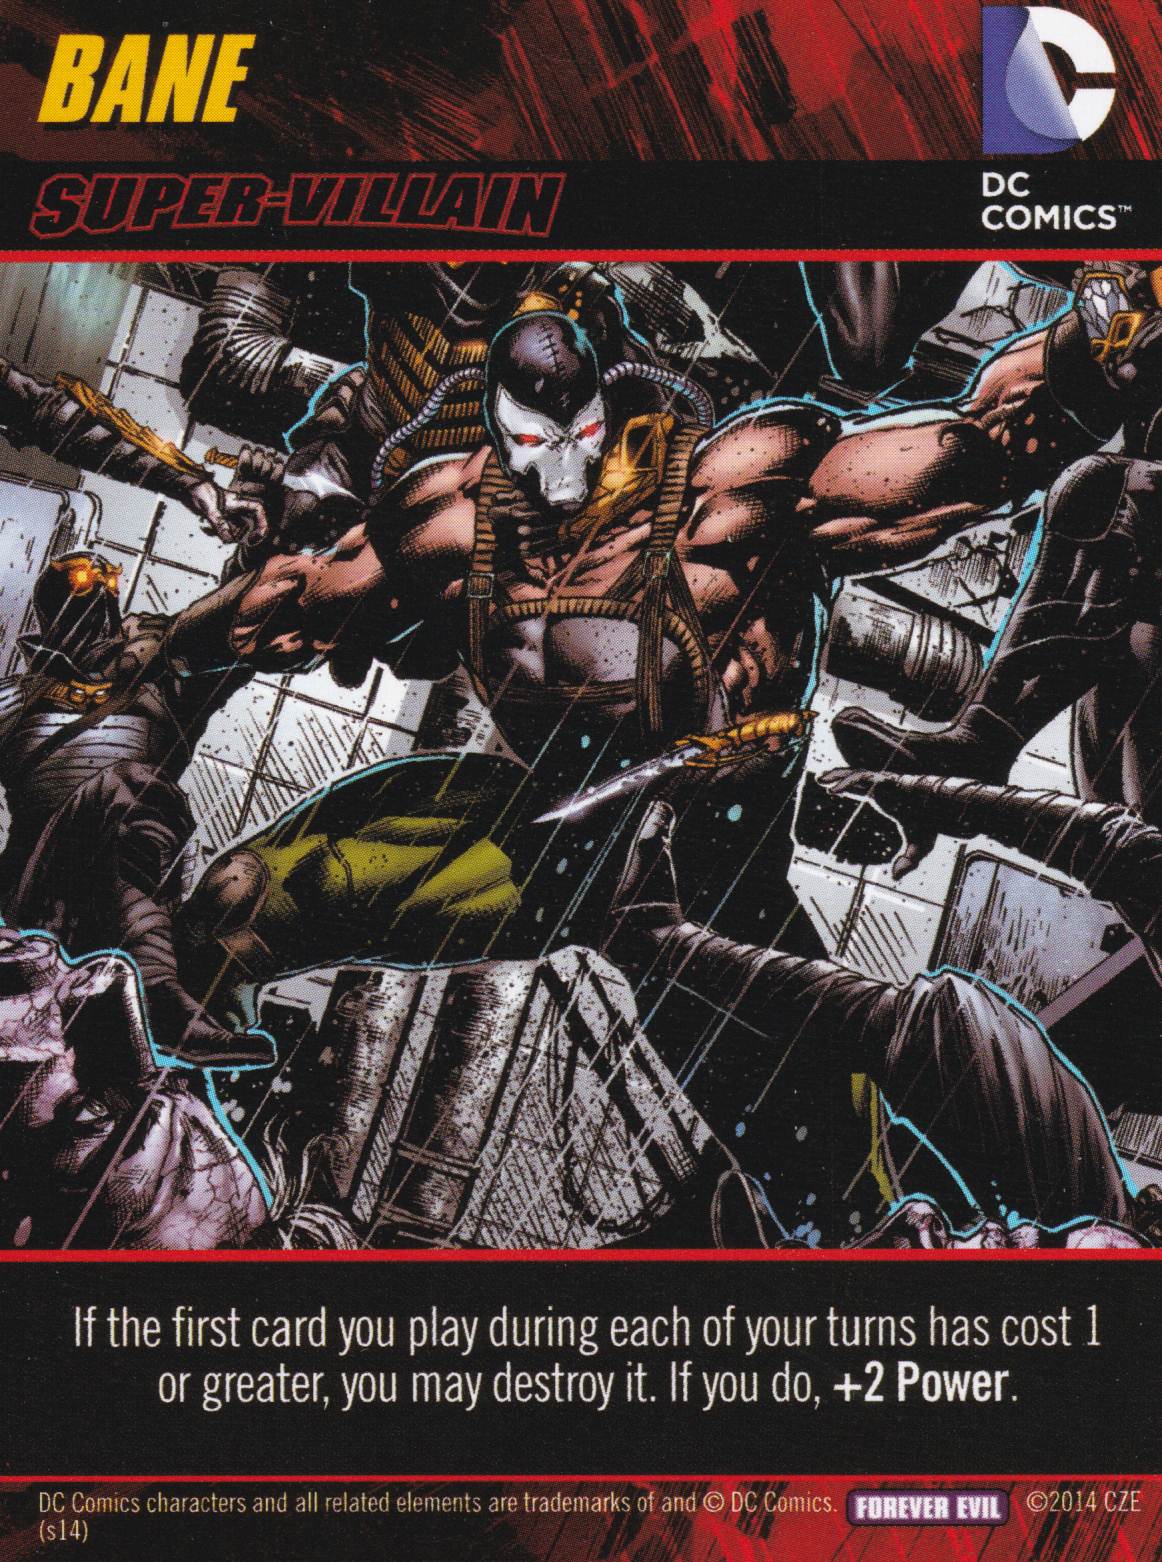 BANE
SUPER-VILLAIN
DC
COMICS™
If the first card you play during each of your turns has cost 1
or greater, you may destroy it. If you do, +2 Power.
DC Comics characters and all related elements are trademarks of and © DC Comics. FOREVER EVIL ©2014 CZE
(s14)